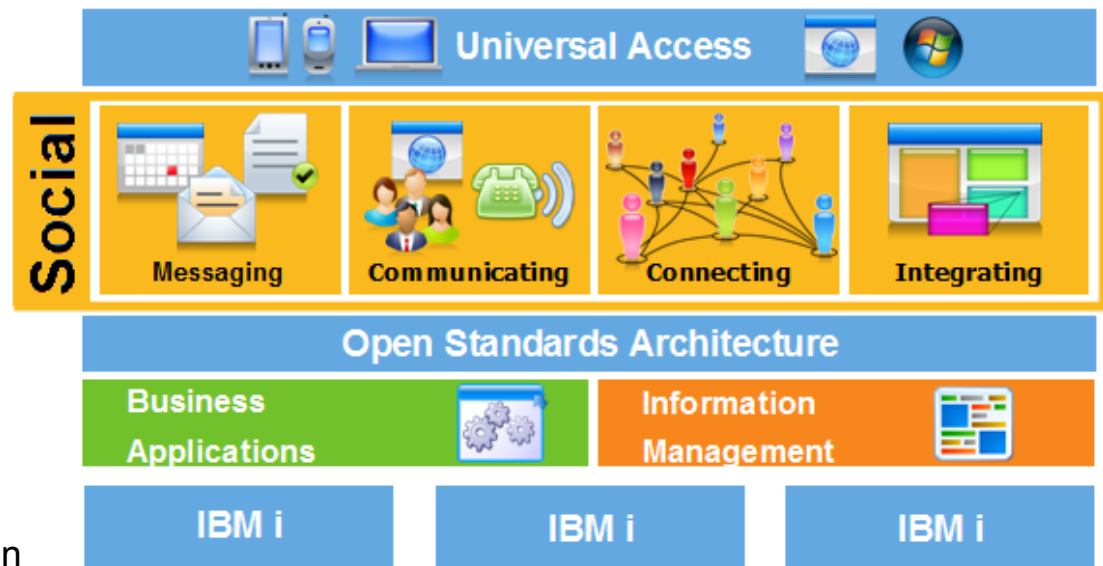 Universal Access
Social
Messaging
Communicating
Connecting
Integrating
Open Standards Architecture
Business
Applications
Information
Management
IBM i
IBM i
IBM i
n